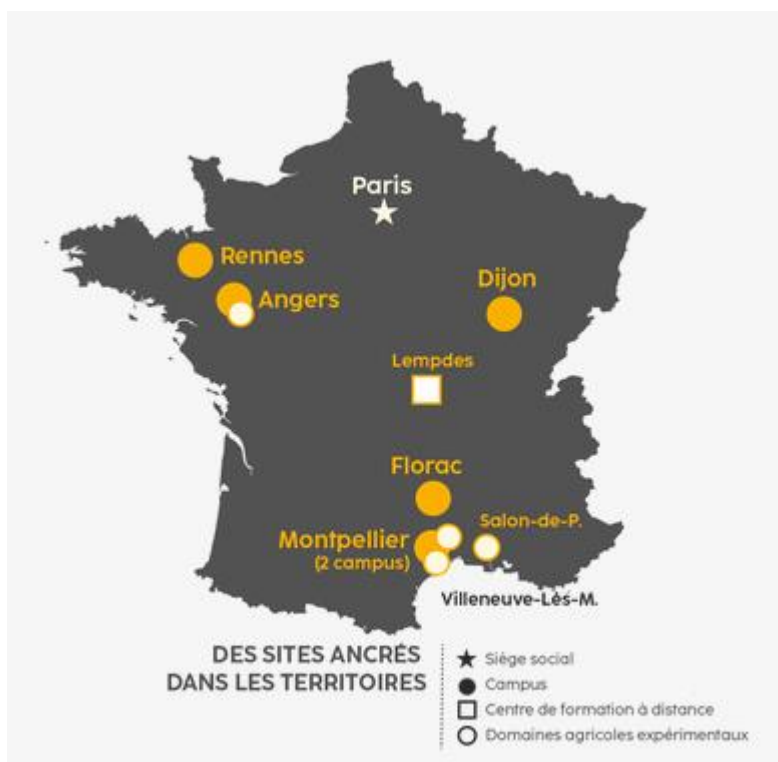 Paris
Rennes
Angers
Dijon
Lempdes
Florac
Salon-de-P.
Montpellier
(2 campus)
Villeneuve-Lès-M.
DES SITES ANCRÉS
DANS LES TERRITOIRES
Siége social
Campus
Centre de formation à distance
Domaines agricoles expérimentaux